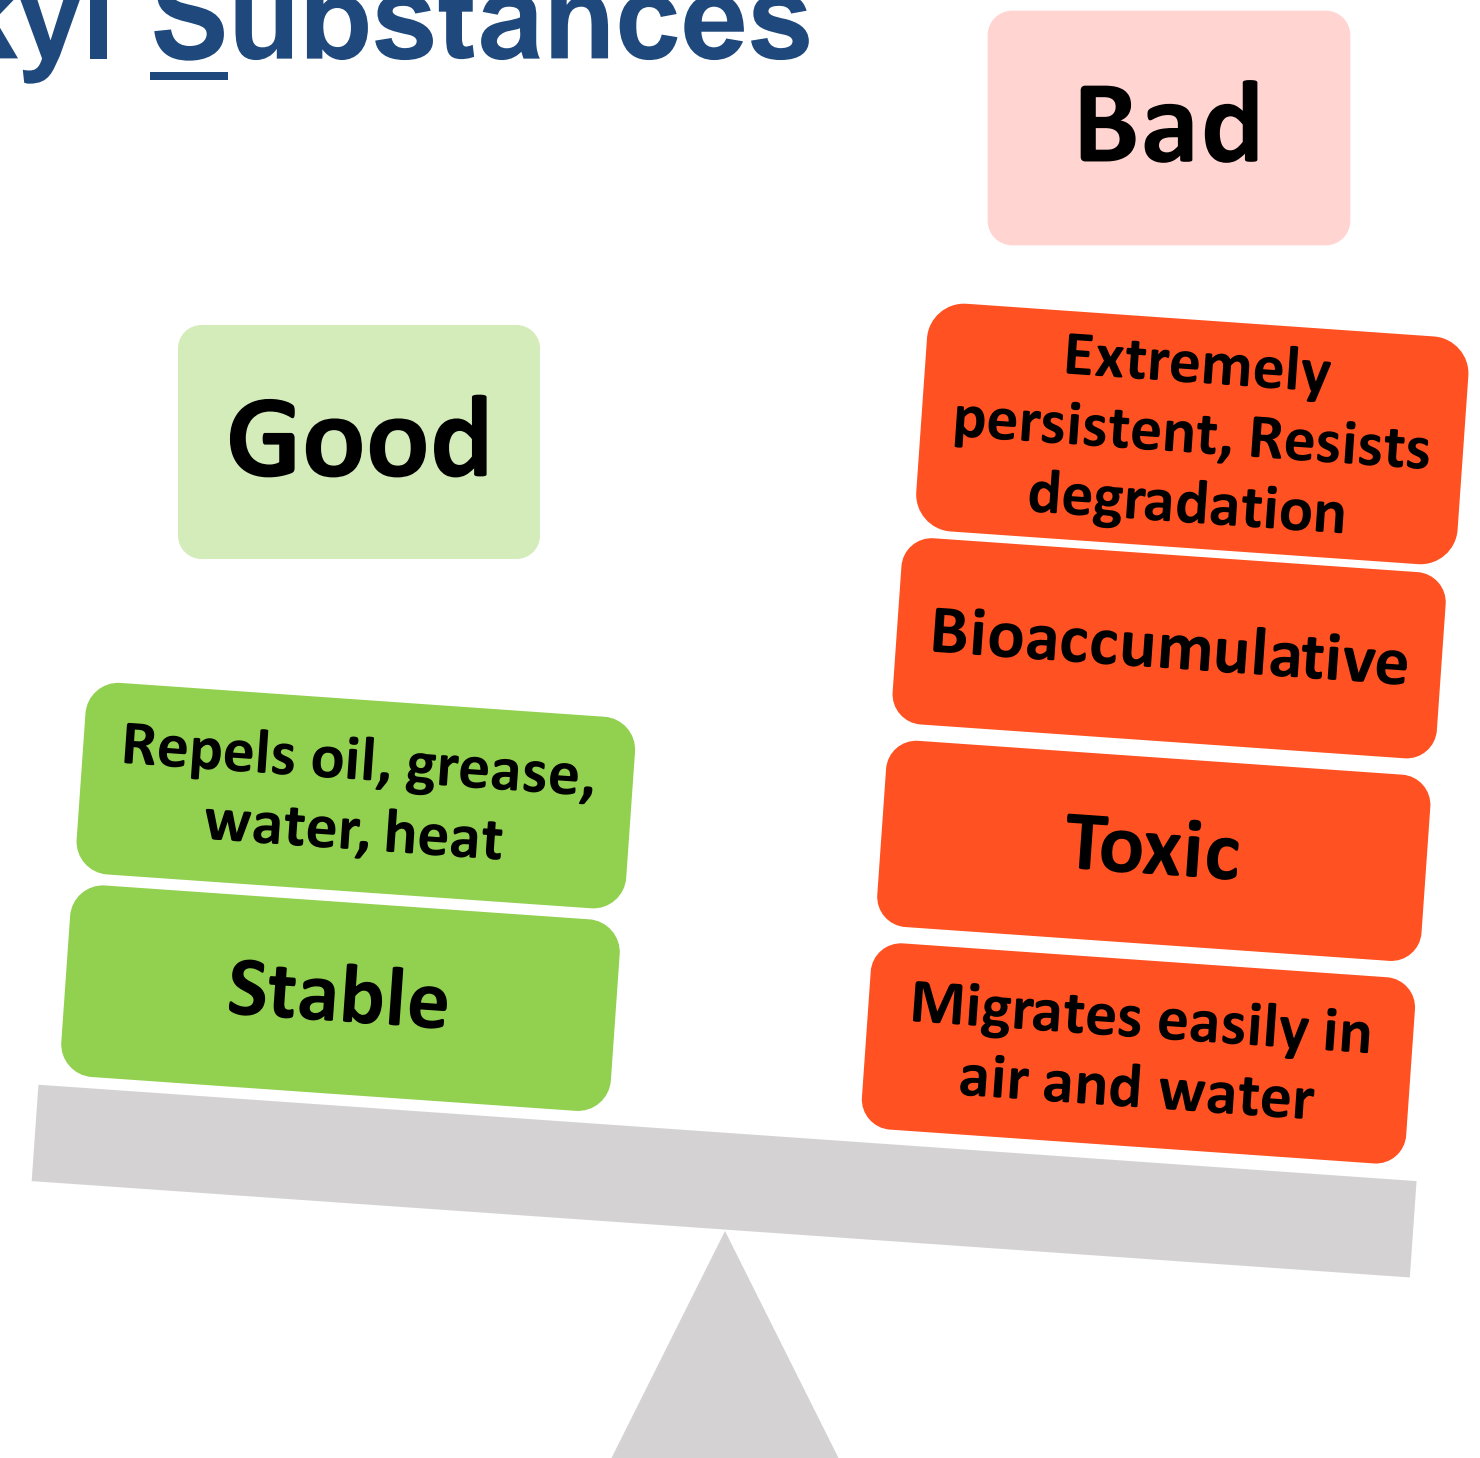 kyl Substances
Bad
Good
Extremely
persistent, Resists
degradation
Bioaccumulative
Toxic
Migrates easily in
air and water
Repels oil, grease,
water, heat
Stable